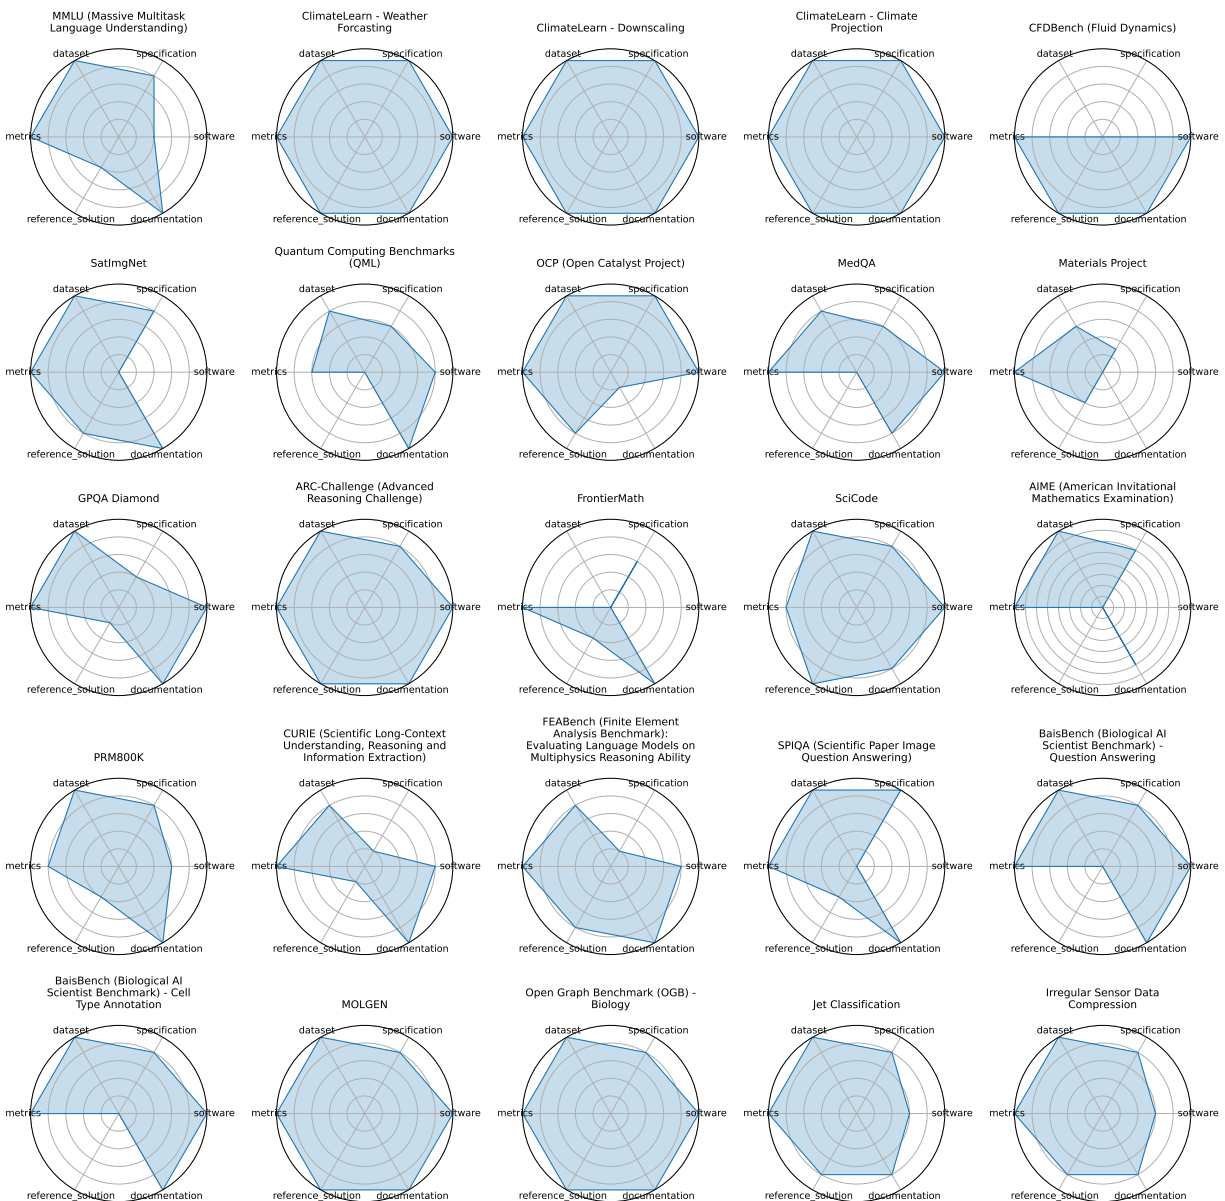 MMLU (Massive Multitask
Language Understanding)
dataset
specification
metrics
software
reference_solution
documentation
ClimateLearn - Weather
Forcasting
dataset
specification
metrics
software
reference_solution
documentation
ClimateLearn - Downscaling
dataset
specification
metrics
software
reference_solution
documentation
ClimateLearn - Climate
Projection
dataset
specification
metrics
software
reference_solution
documentation
CFDBench (Fluid Dynamics)
dataset
specification
metrics
software
reference_solution
documentation
SatImgNet
dataset
specification
metrics
software
reference_solution
documentation
Quantum Computing Benchmarks
(QML)
dataset
specification
metrics
software
reference_solution
documentation
OCP (Open Catalyst Project)
dataset
specification
metrics
software
reference_solution
documentation
MedQA
dataset
specification
metrics
software
reference_solution
documentation
Materials Project
dataset
specification
metrics
software
reference_solution
documentation
GPQA Diamond
dataset
specification
metrics
software
reference_solution
documentation
ARC-Challenge (Advanced
Reasoning Challenge)
dataset
specification
metrics
software
reference_solution
documentation
FrontierMath
dataset
specification
metrics
software
reference_solution
documentation
SciCode
dataset
specification
metrics
software
reference_solution
documentation
AIME (American Invitational
Mathematics Examination)
dataset
specification
metrics
software
reference_solution
documentation
PRM800K
dataset
specification
metrics
software
reference_solution
documentation
CURIE (Scientific Long-Context
Understanding, Reasoning and
Information Extraction)
dataset
specification
metrics
software
reference_solution
documentation
FEABench (Finite Element
Analysis Benchmark):
Evaluating Language Models on
Multiphysics Reasoning Ability
dataset
specification
metrics
software
reference_solution
documentation
SPIQA (Scientific Paper Image
Question Answering)
dataset
specification
metrics
software
reference_solution
documentation
BaisBench (Biological AI
Scientist Benchmark) -
Question Answering
dataset
specification
metrics
software
reference_solution
documentation
BaisBench (Biological AI
Scientist Benchmark) - Cell
Type Annotation
dataset
specification
metrics
software
reference_solution
documentation
MOLGEN
dataset
specification
metrics
software
reference_solution
documentation
Open Graph Benchmark (OGB) -
Biology
dataset
specification
metrics
software
reference_solution
documentation
Jet Classification
dataset
specification
metrics
software
reference_solution
documentation
Irregular Sensor Data
Compression
dataset
specification
metrics
software
reference_solution
documentation